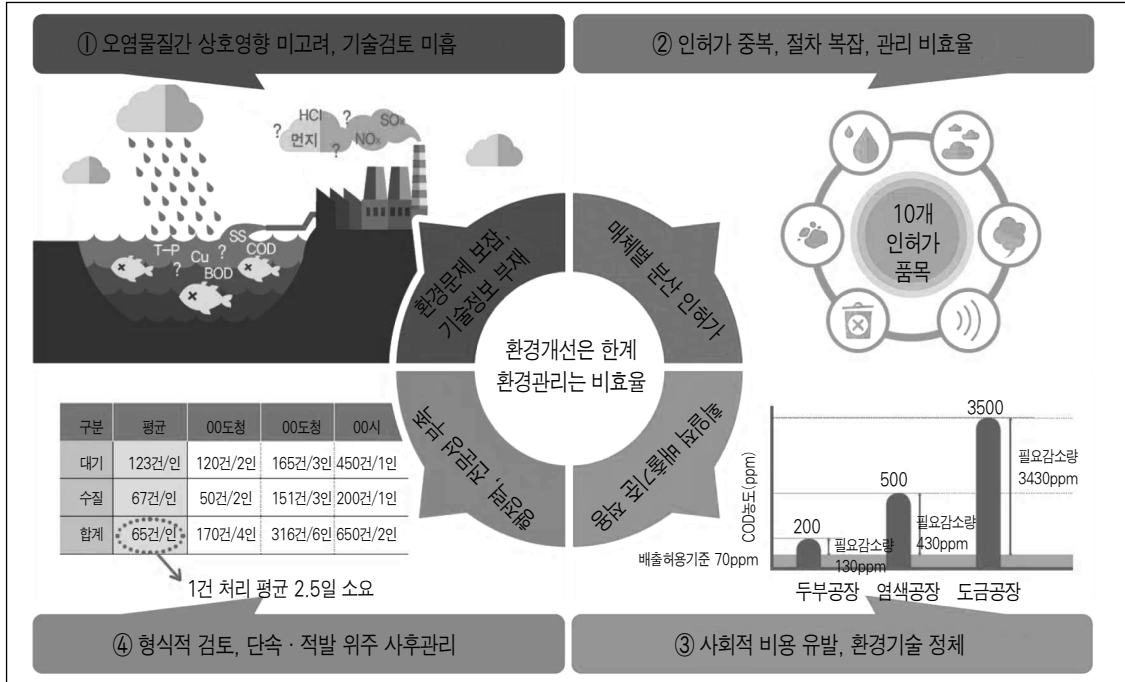 ① 오염물질간 상호영향 미고려, 기술검토 미흡
② 인허가 중복, 절차 복잡, 관리 비효율
HCl
?
SOx
?
먼지
NOx
?
T-P
?
Cu
?
SS
COD
BOD
10개
인허가
품목
환경문제 보잡,
기술정보 부재
매체별 분산 인허가
환경개선은 한계
환경관리는 비효율
행정력, 전문성 부족
획일적 배출기준 적용
구분 평균 00도청 00도청 00시
대기 123건/인 120건/2인 165건/3인 450건/1인
수질 67건/인 50건/2인 151건/3인 200건/1인
합계 65건/인 170건/4인 316건/6인 650건/2인
1건 처리 평균 2.5일 소요
COD농도(ppm)
3500
필요감소량
3430ppm
500
필요감소량
430ppm
200
필요감소량
130ppm
배출허용기준 70ppm
두부공장 염색공장 도금공장
④ 형식적 검토, 단속 · 적발 위주 사후관리
③ 사회적 비용 유발, 환경기술 정체